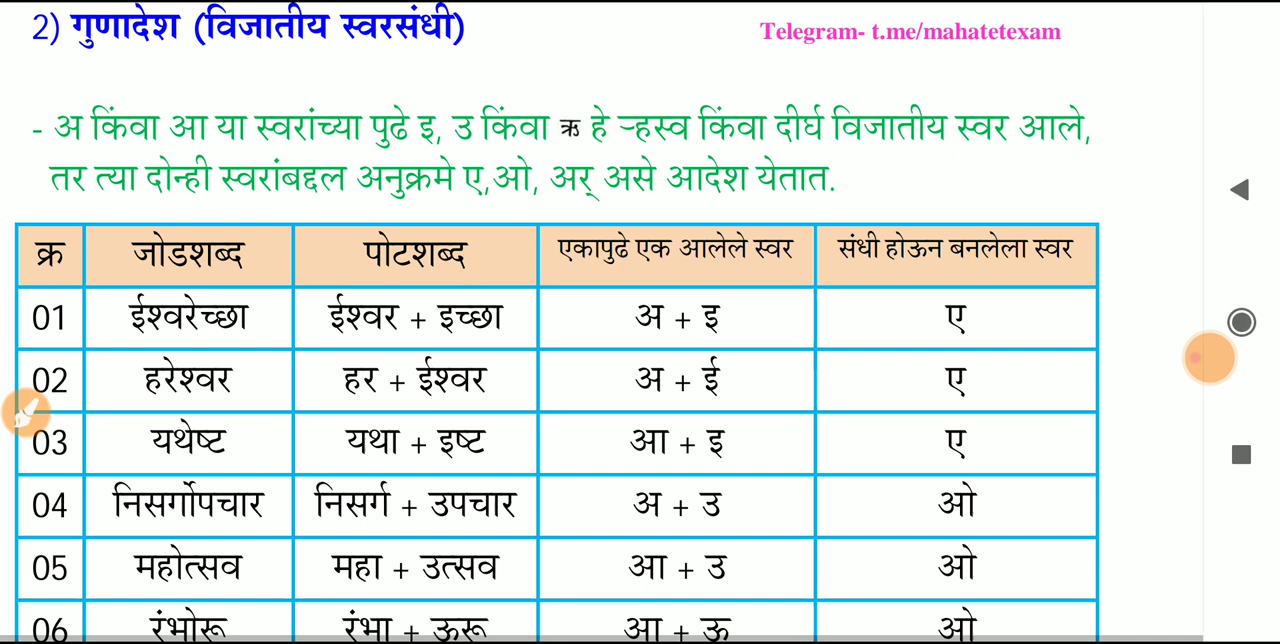 2) गुणादेश (विजातीय स्वरसंधी)
Telegram- t.me/mahatetexam
- अ किंवा आ या स्वरांच्या पुढे इ, उ किंवा ऋ हे ऱ्हस्व किंवा दीर्घ विजातीय स्वर आले,
तर त्या दोन्ही स्वरांबद्दल अनुक्रमे ए,ओ, अर् असे आदेश येतात.
क्र जोडशब्द पोटशब्द एकापुढे एक आलेले स्वर संधी होऊन बनलेला स्वर
01 ईश्वरेच्छा ईश्वर + इच्छा अ + इ ए
02 हरेश्वर हर + ईश्वर अ + ई ए
03 यथेष्ट यथा + इष्ट आ + इ ए
04 निसर्गोपचार निसर्ग + उपचार अ + उ ओ
05 महोत्सव महा + उत्सव आ + उ ओ
06 रंभोरू रंभा + ऊरू आ + ऊ ओ